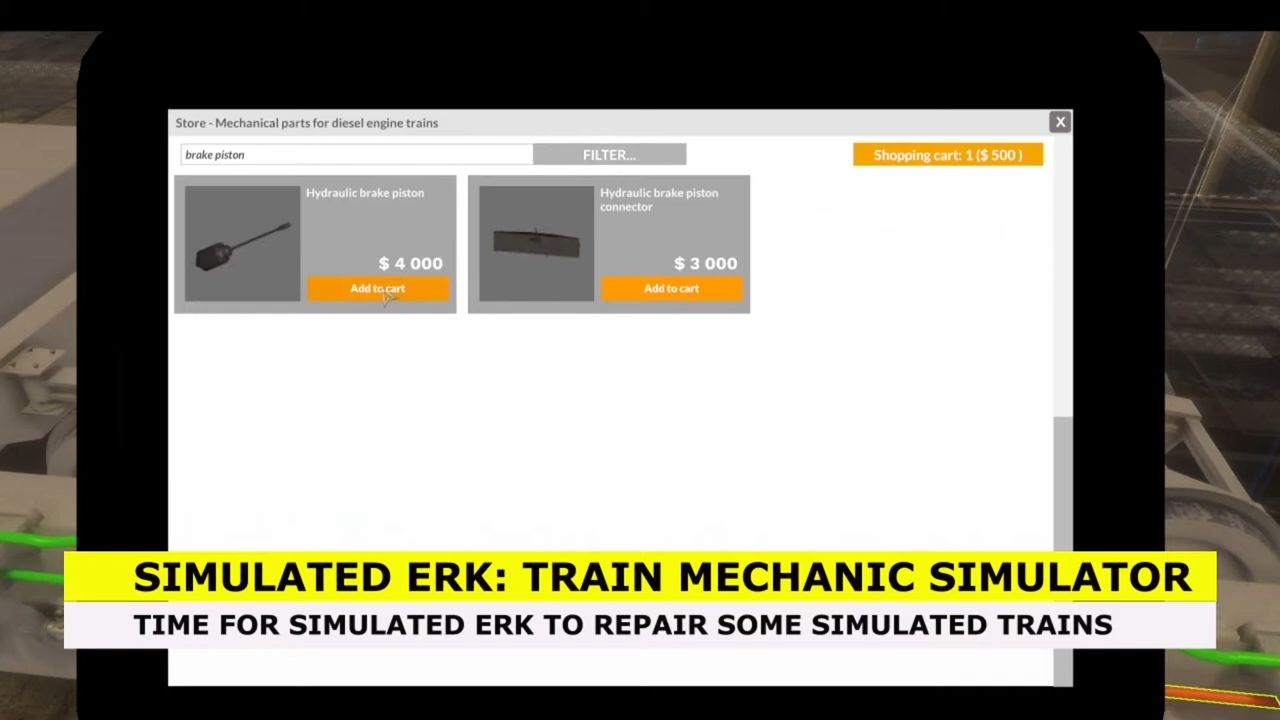 Store - Mechanical parts for diesel engine trains
X
brake piston
FILTER...
Shopping cart: 1 ($ 500 )
Hydraulic brake piston
$ 4 000
Add to cart
Hydraulic brake piston
connector
$ 3 000
Add to cart
SIMULATED ERK: TRAIN MECHANIC SIMULATOR
TIME FOR SIMULATED ERK TO REPAIR SOME SIMULATED TRAINS